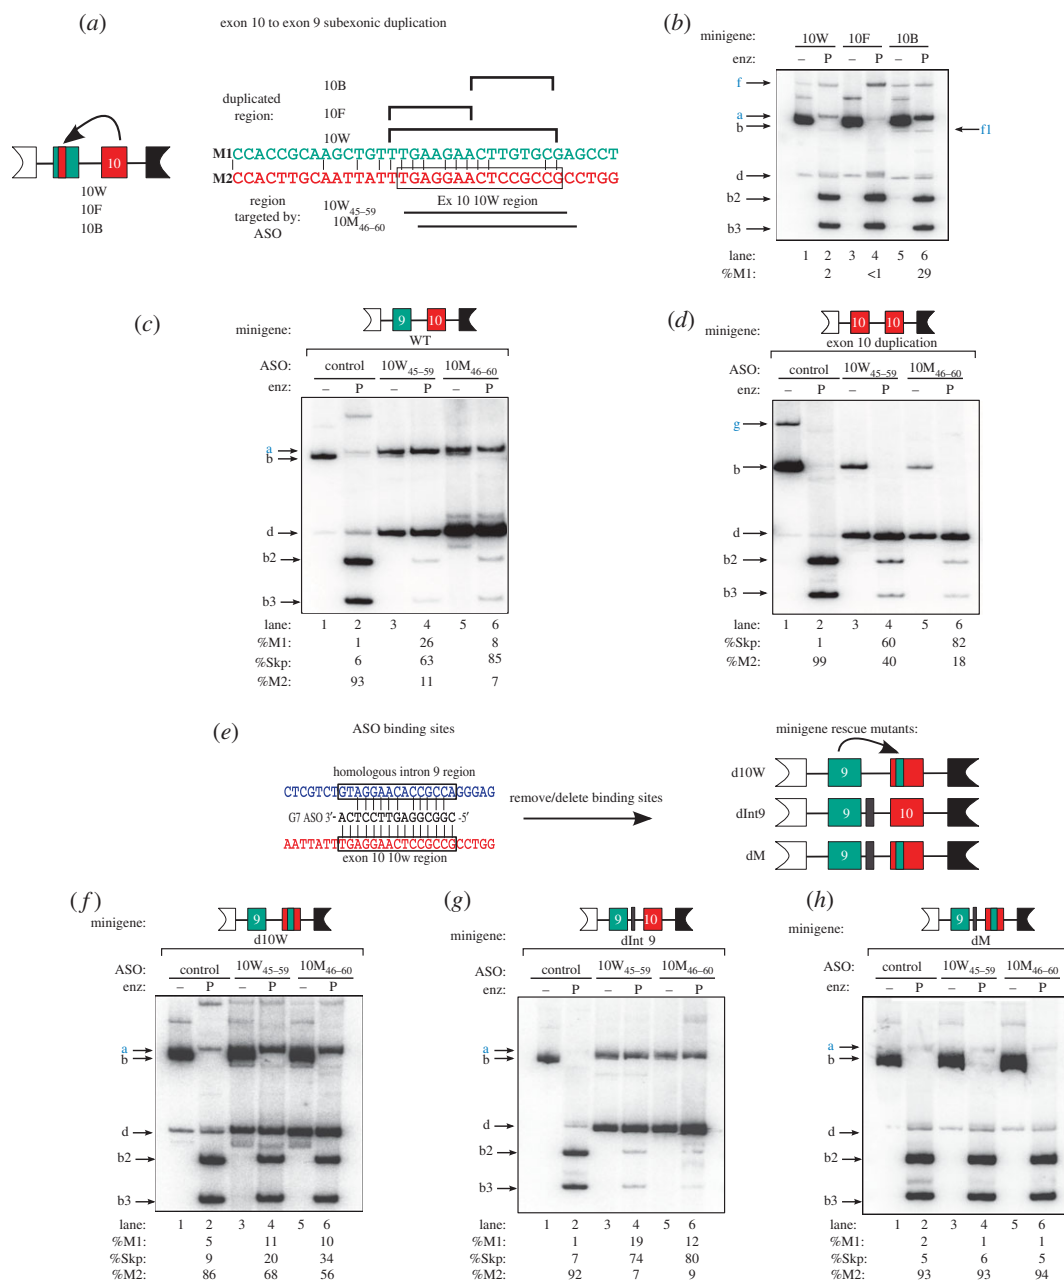 (a)
exon 10 to exon 9 subexonic duplication
10B
duplicated
region:
10F
10W
M1 CCACCGCAAGCTGTTTGAAGAACTTGTGCGAGCCT
M2 CCACTTGCAATTATTTGAGGAACTCCGCCGCCTGG
10
10W
10F
10B
region
targeted by:
ASO
10W45–59
10M46–60
Ex 10 10W region
(b)
minigene: 10W 10F 10B
enz: – P – P – P
f
a
b
f1
d
b2
b3
lane: 1 2 3 4 5 6
%M1: 2 <1 29
(c)
minigene: 9 10
WT
ASO: control 10W45–59 10M46–60
enz: – P – P – P
a
b
d
b2
b3
lane: 1 2 3 4 5 6
%M1: 1 26 8
%Skp: 6 63 85
%M2: 93 11 7
(d)
minigene: 10 10
exon 10 duplication
ASO: control 10W45–59 10M46–60
enz: – P – P – P
g
b
d
b2
b3
lane: 1 2 3 4 5 6
%Skp: 1 60 82
%M2: 99 40 18
(e)
ASO binding sites
homologous intron 9 region
CTCGTCTGTAGGAACACCGCCAGGGAG
G7 ASO 3'- ACTCCTTGAGGCGGC -5'
AATTATTTGAGGAACTCCGCCGCCTGG
exon 10 10w region
remove/delete binding sites
minigene rescue mutants:
d10W 9
dInt9 9 10
dM 9
(f)
minigene: 9
d10W
ASO: control 10W45–59 10M46–60
enz: – P – P – P
a
b
d
b2
b3
lane: 1 2 3 4 5 6
%M1: 5 11 10
%Skp: 9 20 34
%M2: 86 68 56
(g)
minigene: 9 10
dInt 9
ASO: control 10W45–59 10M46–60
enz: – P – P – P
a
b
d
b2
b3
lane: 1 2 3 4 5 6
%M1: 1 19 12
%Skp: 7 74 80
%M2: 92 7 9
(h)
minigene: 9
dM
ASO: control 10W45–59 10M46–60
enz: – P – P – P
a
b
d
b2
b3
lane: 1 2 3 4 5 6
%M1: 2 1 1
%Skp: 5 6 5
%M2: 93 93 94